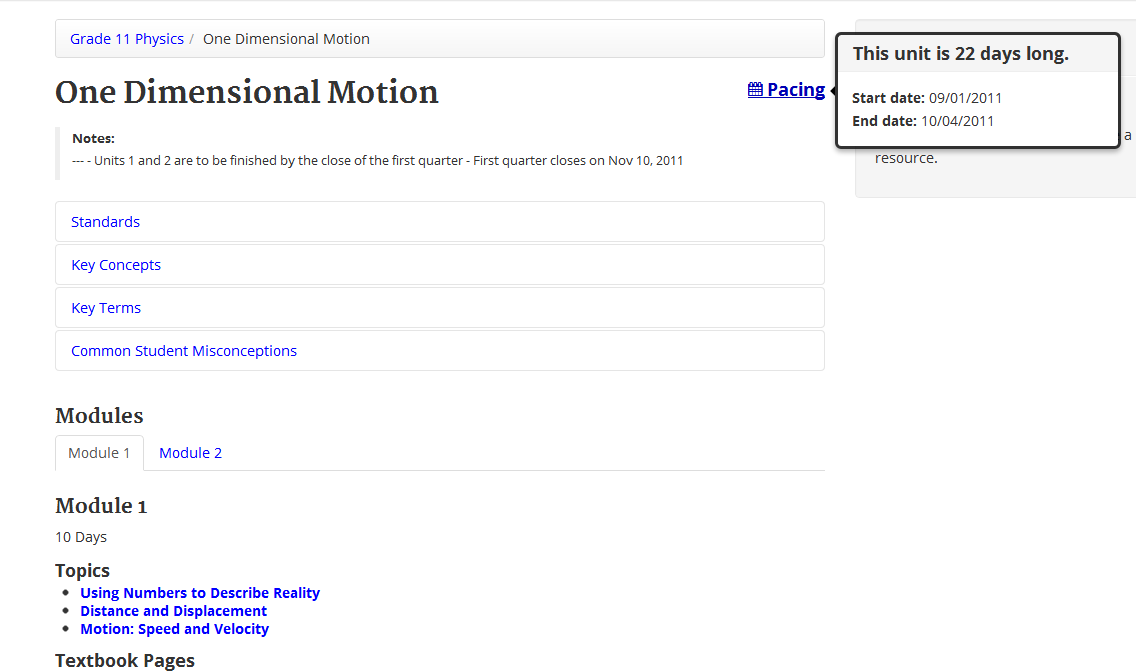 Grade 11 Physics / One Dimensional Motion
One Dimensional Motion
Pacing
This unit is 22 days long.
Start date: 09/01/2011
End date: 10/04/2011
a
resource.
Notes:
--- - Units 1 and 2 are to be finished by the close of the first quarter - First quarter closes on Nov 10, 2011
Standards
Key Concepts
Key Terms
Common Student Misconceptions
Modules
Module 1 Module 2
Module 1
10 Days
Topics
• Using Numbers to Describe Reality
• Distance and Displacement
• Motion: Speed and Velocity
Textbook Pages